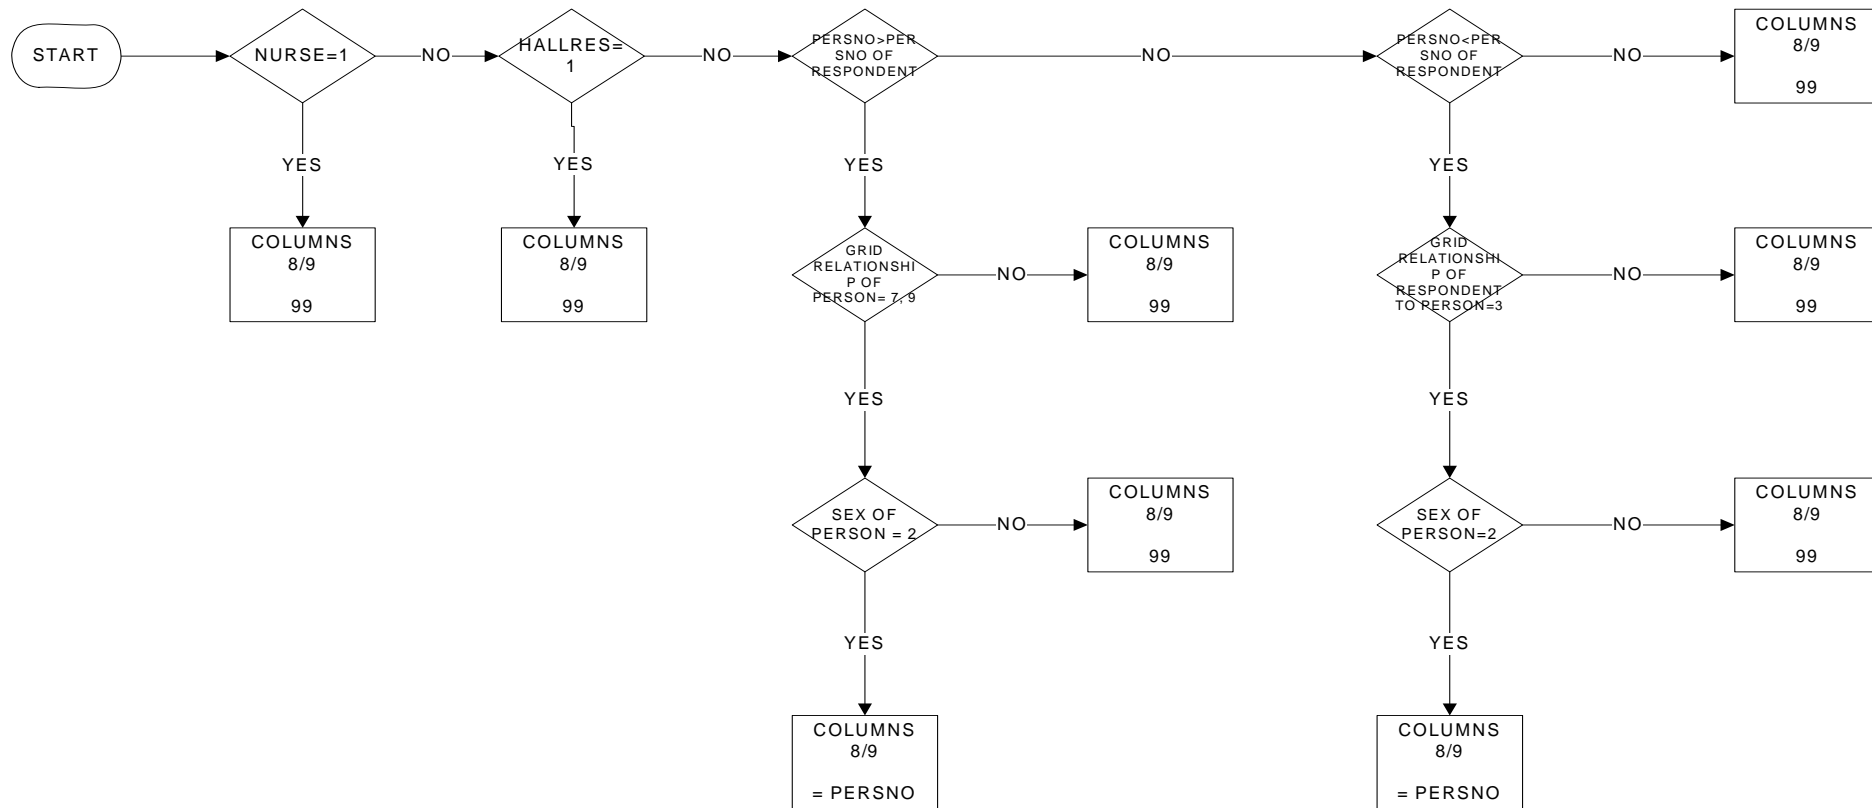 START
NURSE=1
NO
HALLRES=
1
NO
PERSNO>PER
SNO OF
RESPONDENT
NO
PERSNO<PER
SNO OF
RESPONDENT
NO
COLUMNS
8/9
99
YES
YES
YES
YES
COLUMNS
8/9
99
COLUMNS
8/9
99
GRID
RELATIONSHI
P OF
PERSON= 7, 9
NO
COLUMNS
8/9
99
GRID
RELATIONSHI
P OF
RESPONDENT
TO PERSON=3
NO
COLUMNS
8/9
99
YES
YES
SEX OF
PERSON = 2
NO
COLUMNS
8/9
99
SEX OF
PERSON=2
NO
COLUMNS
8/9
99
YES
YES
COLUMNS
8/9
= PERSNO
COLUMNS
8/9
= PERSNO